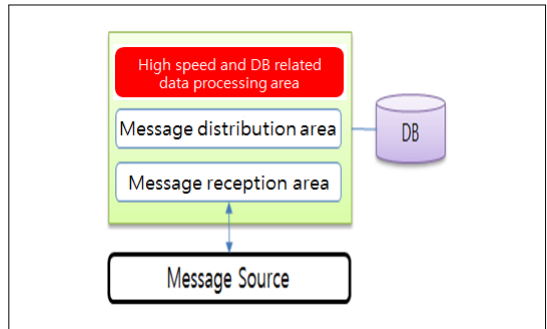 High speed and DB related
data processing area
Message distribution area
DB
Message reception area
Message Source